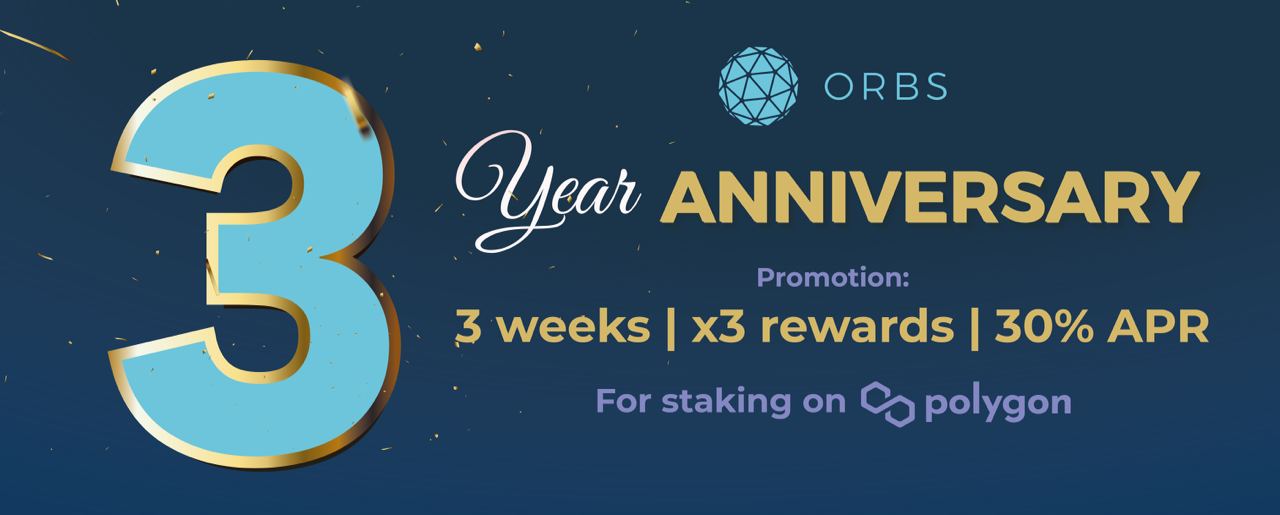 3
ORBS
Year ANNIVERSARY
Promotion:
3 weeks | x3 rewards | 30% APR
For staking on polygon